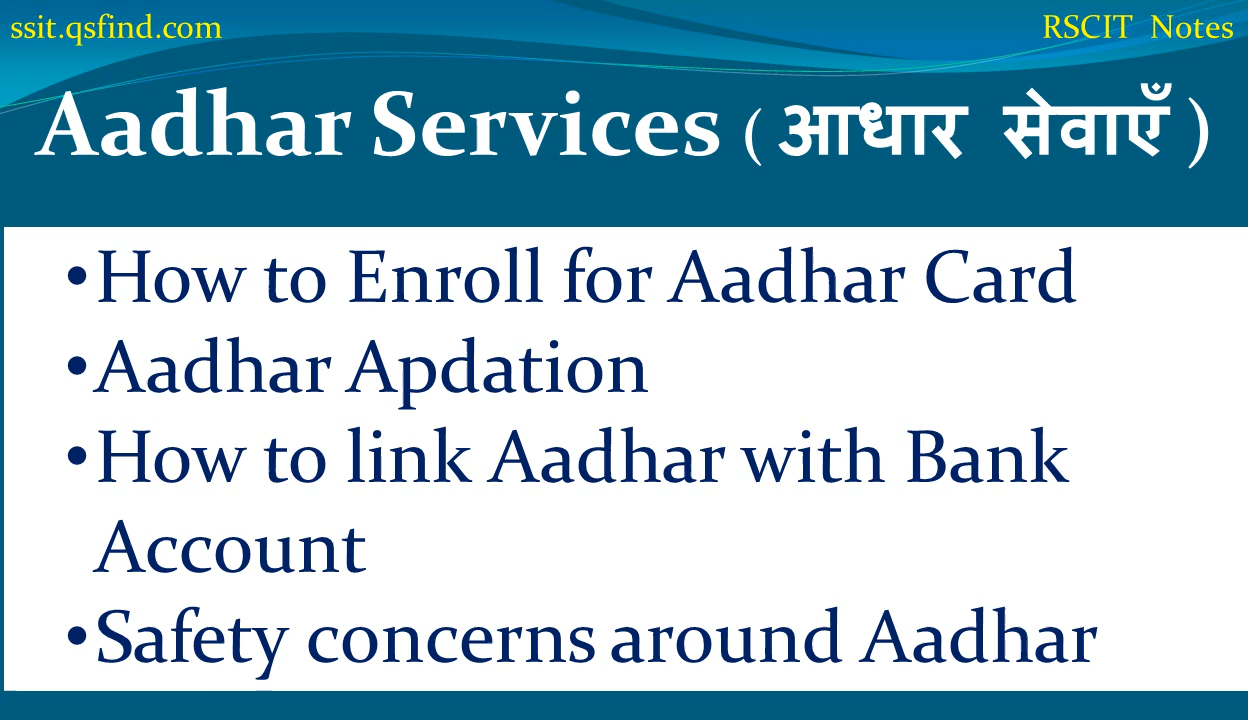 ssit.qsfind.com
RSCIT Notes
Aadhar Services ( आधार सेवाएँ )
•How to Enroll for Aadhar Card
•Aadhar Apdation
•How to link Aadhar with Bank
Account
•Safety concerns around Aadhar